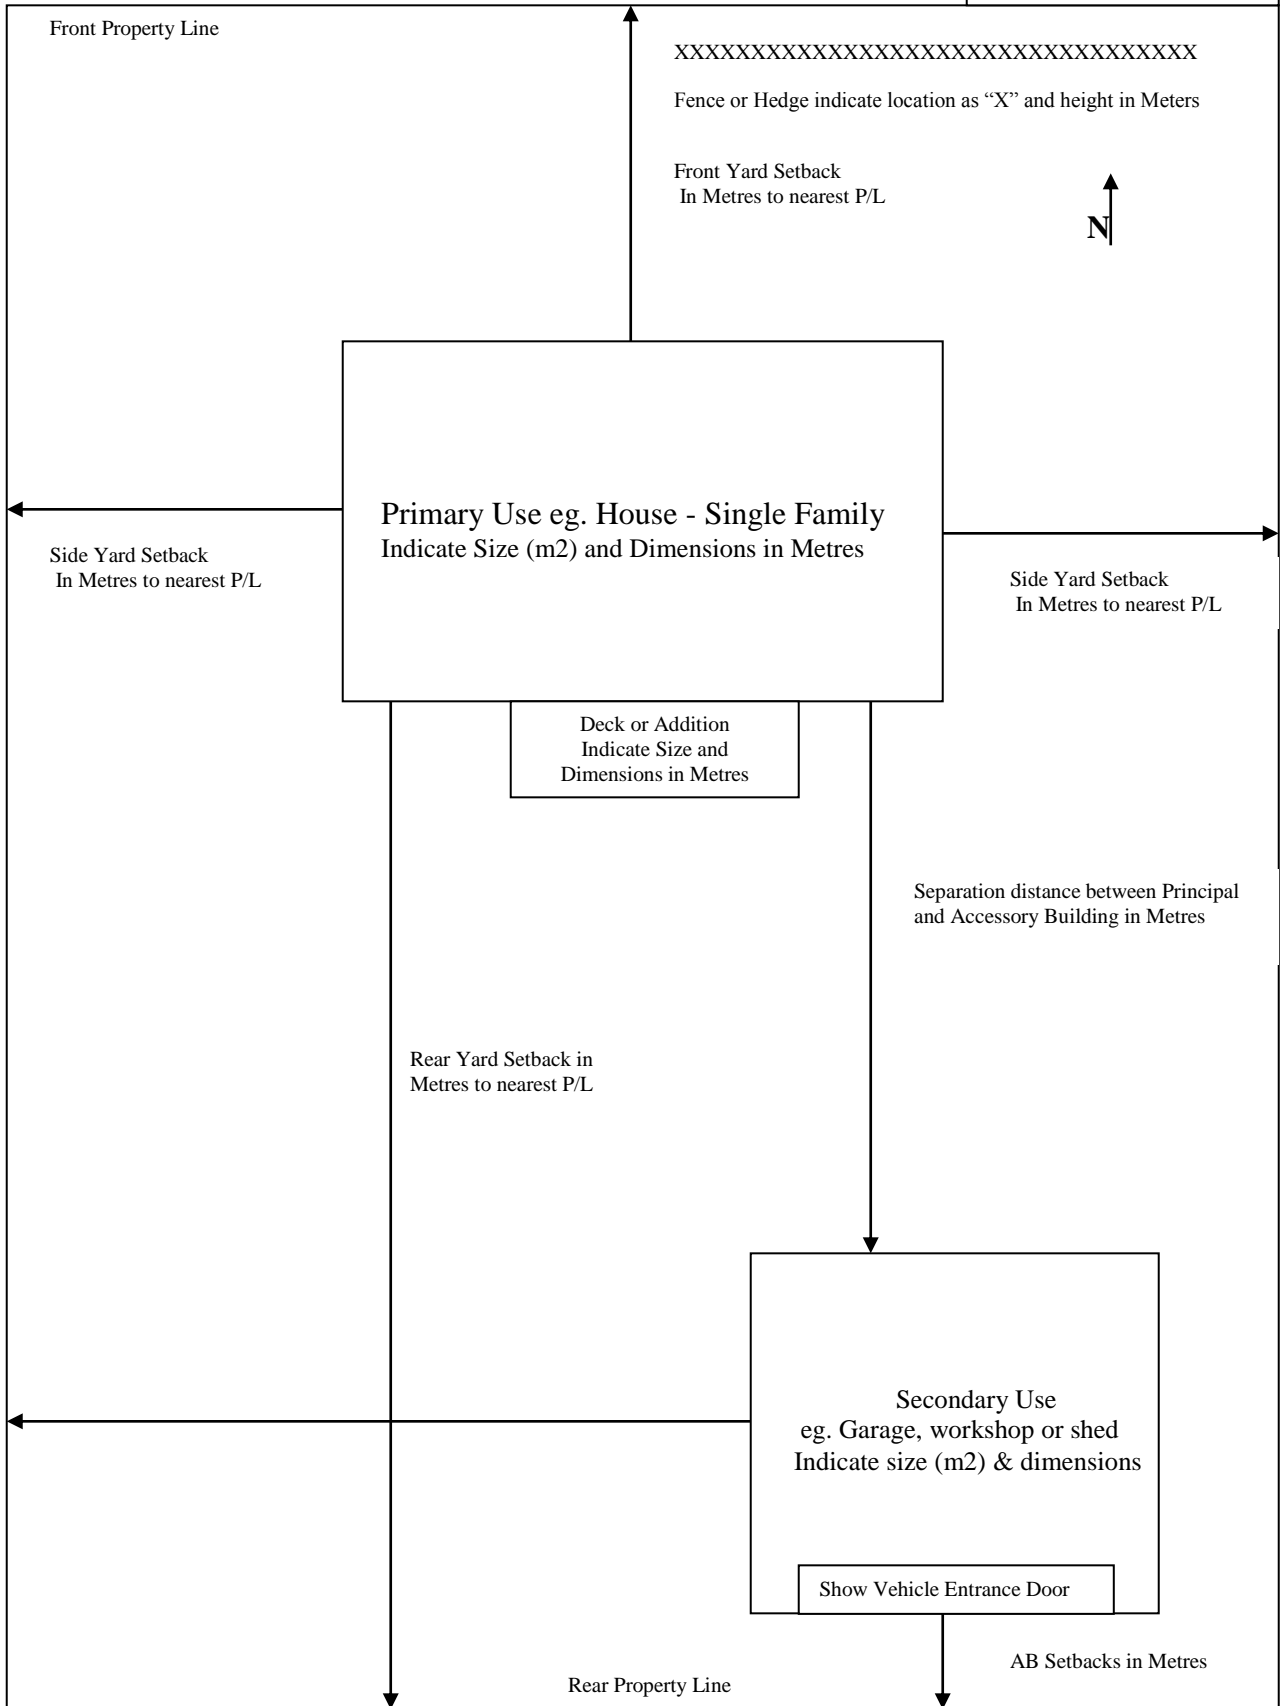 Front Property Line
XXXXXXXXXXXXXXXXXXXXXXXXXXXXXXXXXX
Fence or Hedge indicate location as “X” and height in Meters
Front Yard Setback
In Metres to nearest P/L
N
Primary Use eg. House - Single Family
Indicate Size (m2) and Dimensions in Metres
Side Yard Setback
In Metres to nearest P/L
Side Yard Setback
In Metres to nearest P/L
Deck or Addition
Indicate Size and
Dimensions in Metres
Separation distance between Principal
and Accessory Building in Metres
Rear Yard Setback in
Metres to nearest P/L
Secondary Use
eg. Garage, workshop or shed
Indicate size (m2) & dimensions
Show Vehicle Entrance Door
AB Setbacks in Metres
Rear Property Line